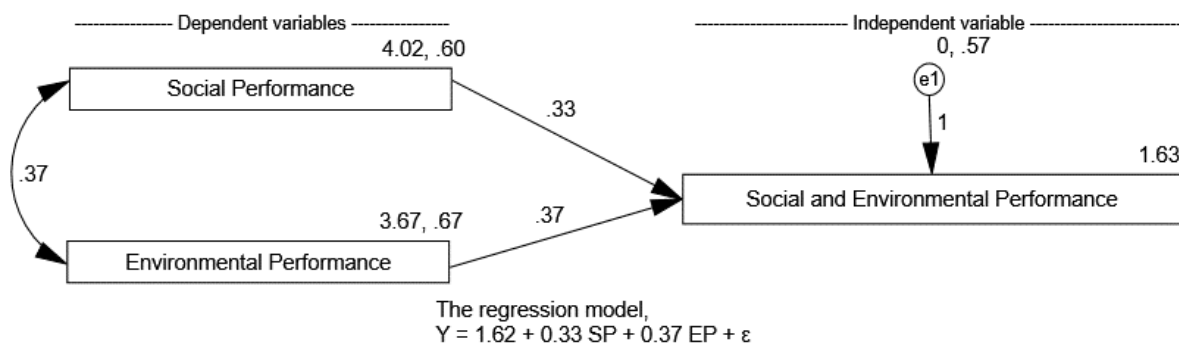 ----------------- Dependent variables ----------------
---------------------------- Independent variable ---------------------------
4.02, .60
0, .57
Social Performance
e1
.33
1
.37
1.63
Social and Environmental Performance
3.67, .67
.37
Environmental Performance
The regression model,
Y = 1.62 + 0.33 SP + 0.37 EP + ε